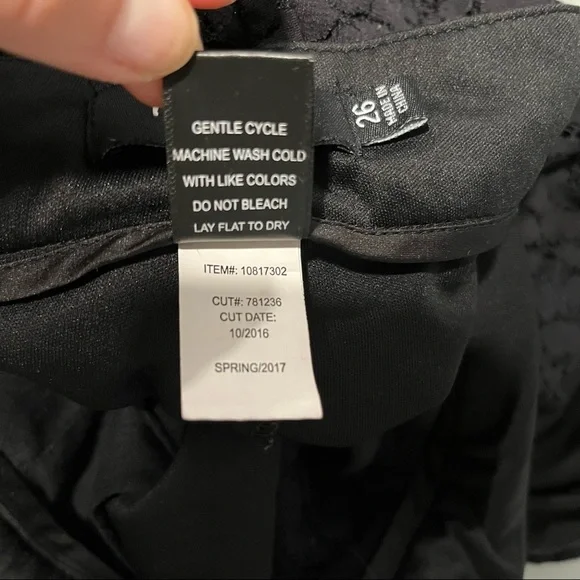 GENTLE CYCLE
MACHINE WASH COLD
WITH LIKE COLORS
DO NOT BLEACH
LAY FLAT TO DRY
ITEM#: 10817302
CUT#: 781236
CUT DATE:
10/2016
SPRING/2017
26
MADE IN
CHINA